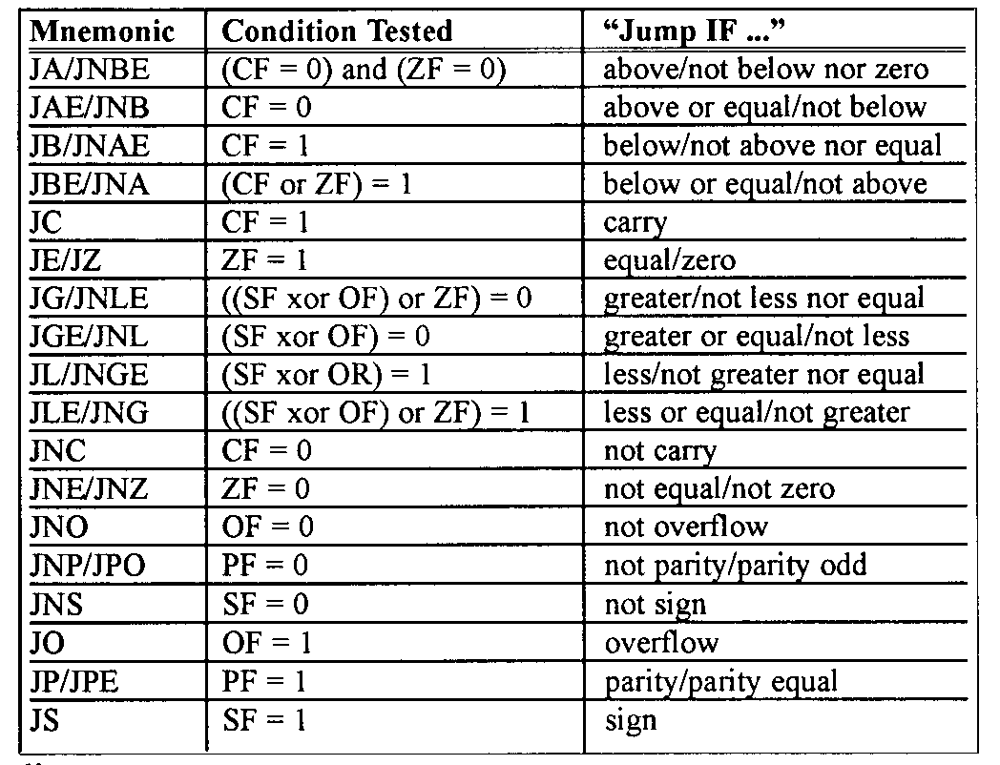 Mnemonic Condition Tested “Jump IF ...”
JA/JNBE (CF = 0) and (ZF = 0) above/not below nor zero
JAE/JNB CF = 0 above or equal/not below
JB/JNAE CF = 1 below/not above nor equal
JBE/JNA (CF or ZF) = 1 below or equal/not above
JC CF = 1 carry
JE/JZ ZF = 1 equal/zero
JG/JNLE ((SF xor OF) or ZF) = 0 greater/not less nor equal
JGE/JNL (SF xor OF) = 0 greater or equal/not less
JL/JNGE (SF xor OR) = 1 less/not greater nor equal
JLE/JNG ((SF xor OF) or ZF) = 1 less or equal/not greater
JNC CF = 0 not carry
JNE/JNZ ZF = 0 not equal/not zero
JNO OF = 0 not overflow
JNP/JPO PF = 0 not parity/parity odd
JNS SF = 0 not sign
JO OF = 1 overflow
JP/JPE PF = 1 parity/parity equal
JS SF = 1 sign